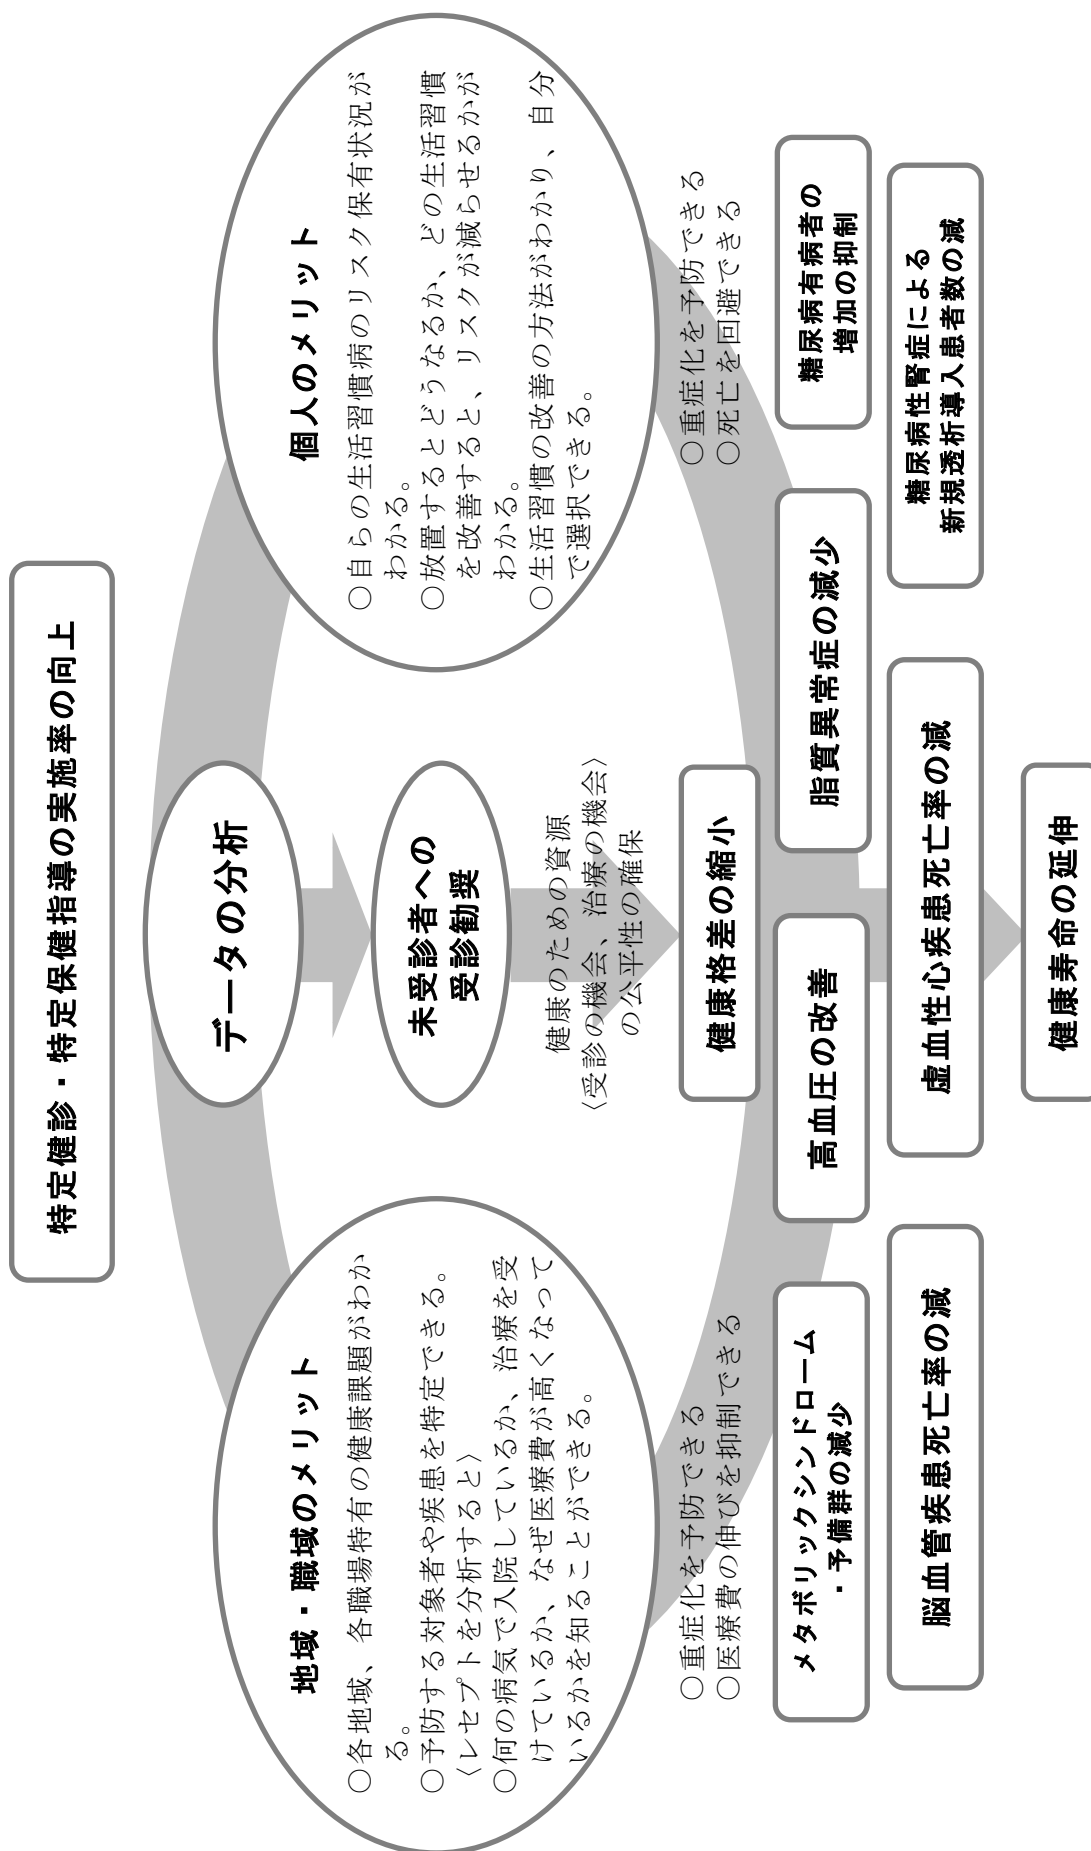 特定健診・特定保健指導の実施率の向上
データの分析
地域・職域のメリット
○各地域、各職場特有の健康課題がわか
る。
○予防する対象者や疾患を特定できる。
〈レセプトを分析すると〉
○何の病気で入院しているか、治療を受
けているか、なぜ医療費が高くなって
いるかを知ることができる。
未受診者への
受診勧奨
個人のメリット
○自らの生活習慣病のリスク保有状況が
わかる。
○放置するとどうなるか、どの生活習慣
を改善すると、リスクが減らせるかが
わかる。
○生活習慣の改善の方法がわかり、自分
で選択できる。
健康のための資源
〈受診の機会、治療の機会〉
の公平性の確保
○重症化を予防できる
○医療費の伸びを抑制できる
健康格差の縮小
○重症化を予防できる
○死亡を回避できる
メタボリックシンドローム
・予備群の減少
高血圧の改善
脂質異常症の減少
糖尿病有病者の
増加の抑制
脳血管疾患死亡率の減
虚血性心疾患死亡率の減
糖尿病性腎症による
新規透析導入患者数の減
健康寿命の延伸